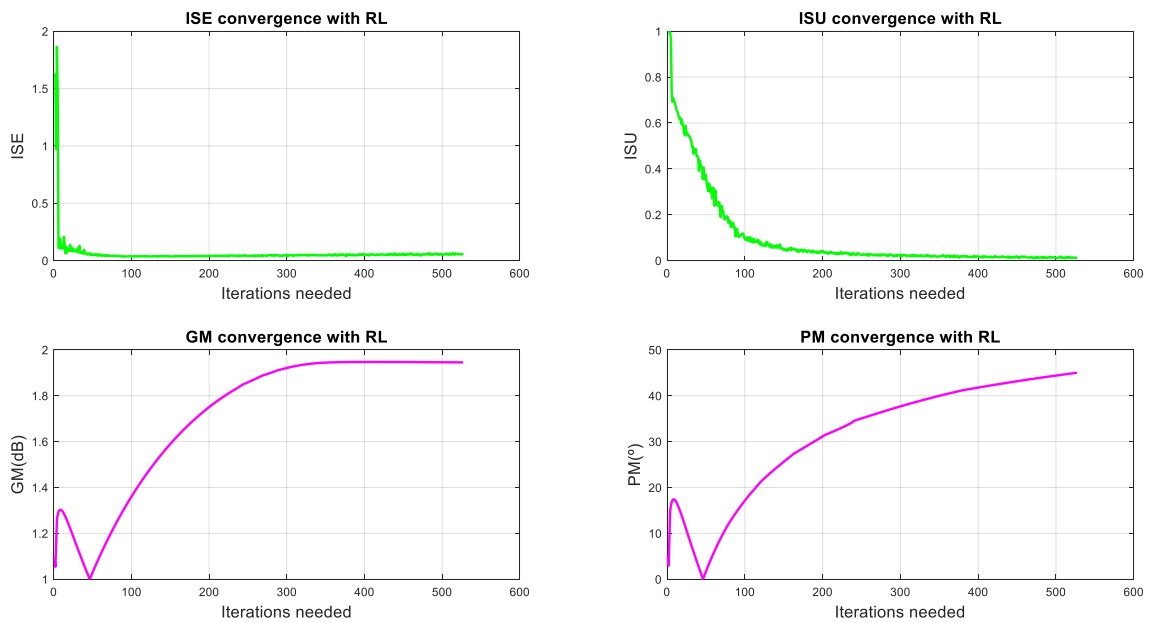 ISE convergence with RL
2
1.5
1
0.5
0
ISE
0 100 200 300 400 500 600
Iterations needed
ISU convergence with RL
1
0.8
0.6
0.4
0.2
0
ISU
0 100 200 300 400 500 600
Iterations needed
GM convergence with RL
2
1.8
1.6
1.4
1.2
1
GM(dB)
0 100 200 300 400 500 600
Iterations needed
PM convergence with RL
50
40
30
20
10
0
PM(º)
0 100 200 300 400 500 600
Iterations needed